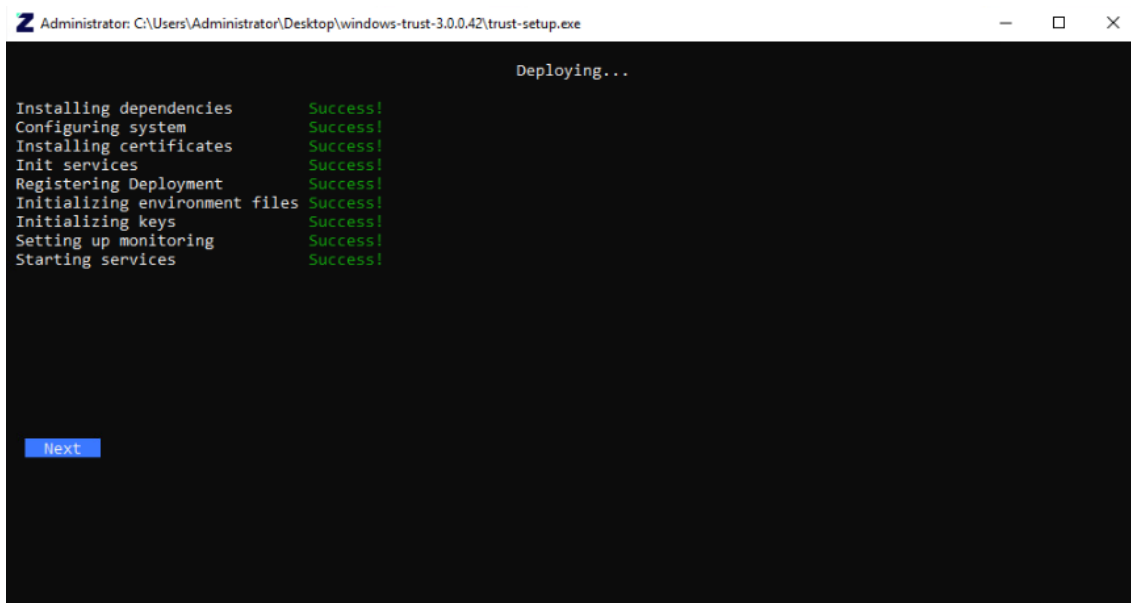 Administrator: C:\Users\Administrator\Desktop\windows-trust-3.0.0.42\trust-setup.exe
Deploying...
Installing dependencies Success!
Configuring system Success!
Installing certificates Success!
Init services Success!
Registering Deployment Success!
Initializing environment files Success!
Initializing keys Success!
Setting up monitoring Success!
Starting services Success!
Next